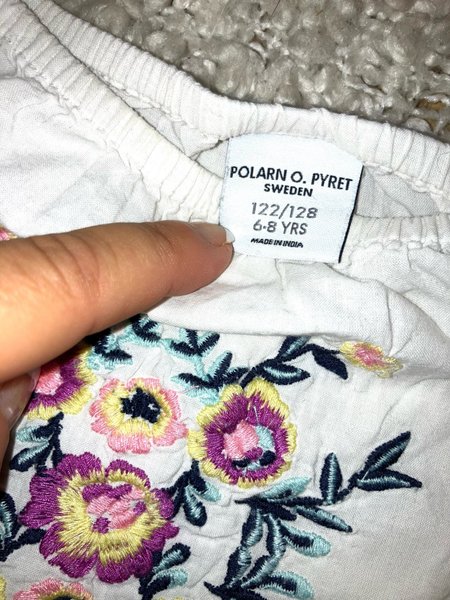 POLARN O. PYRET
SWEDEN
122/128
6-8 YRS
MADE IN INDIA